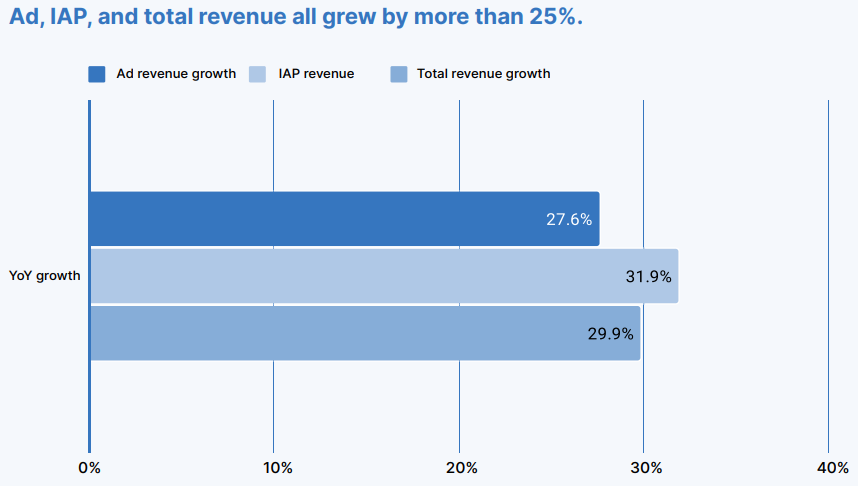 Ad, IAP, and total revenue all grew by more than 25%.
Ad revenue growth IAP revenue Total revenue growth
27.6%
YoY growth 31.9%
29.9%
0% 10% 20% 30% 40%